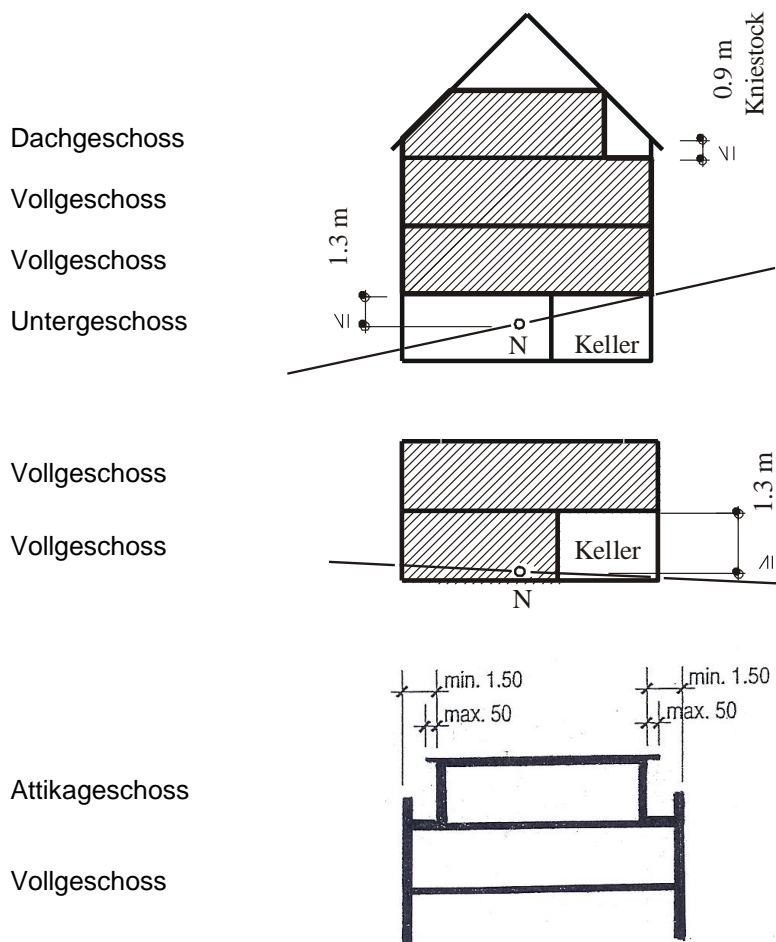 0.9 m
Kniestock
Dachgeschoss
≤
Vollgeschoss
1.3 m
Vollgeschoss
Untergeschoss
≤
N
Keller
Vollgeschoss
1.3 m
Vollgeschoss
Keller
≥
N
min. 1.50
min. 1.50
max. 50
max. 50
Attikageschoss
Vollgeschoss